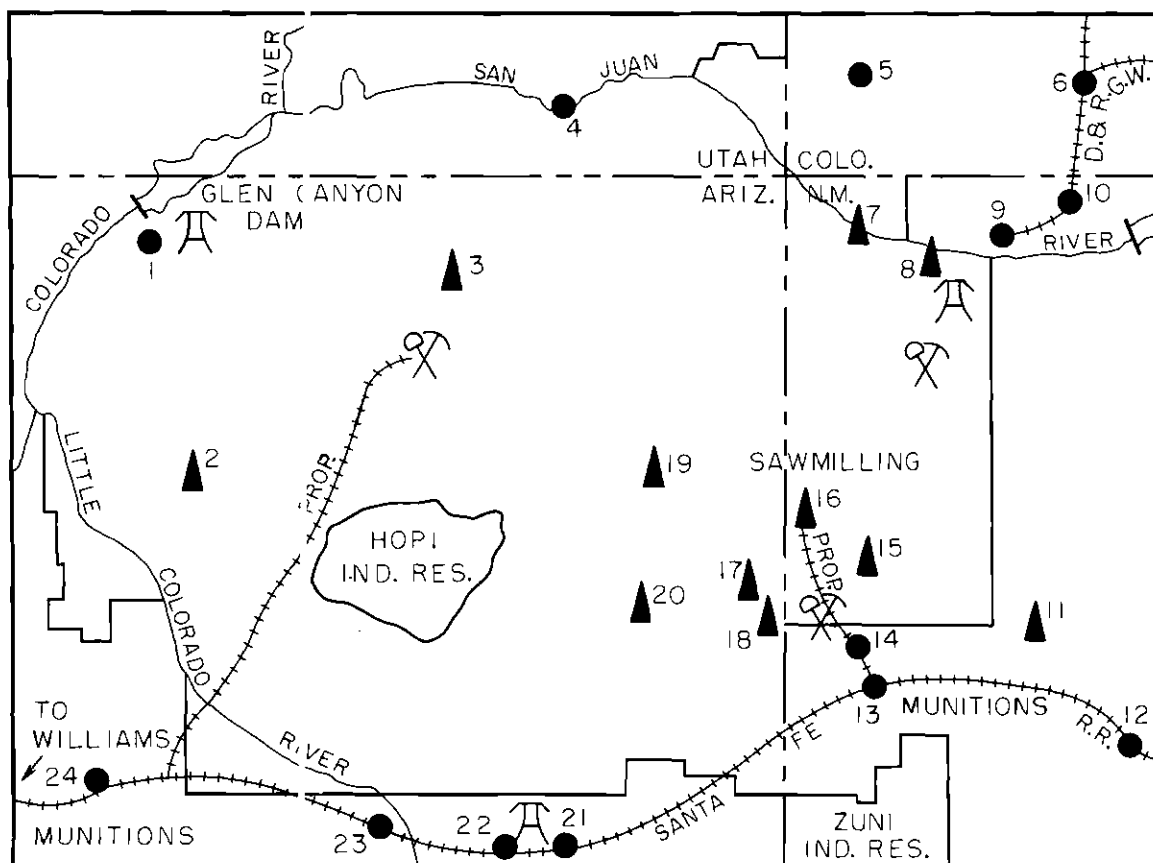 RIVER
SAN
JUAN
4
5
6
D.& R.G.W.
UTAH
COLO.
ARIZ.
N.M.
GLEN CANYON
DAM
COLORADO
1
3
7
8
9
10
RIVER
2
LITTLE
COLORADO
RIVER
PROP.
HOPI
IND. RES.
19
SAWMILLING
16
PROP.
15
17
18
20
14
13
11
12
MUNITIONS
R.R.
SANTA
FE
TO
WILLIAMS
24
MUNITIONS
23
22
21
ZUNI
IND. RES.